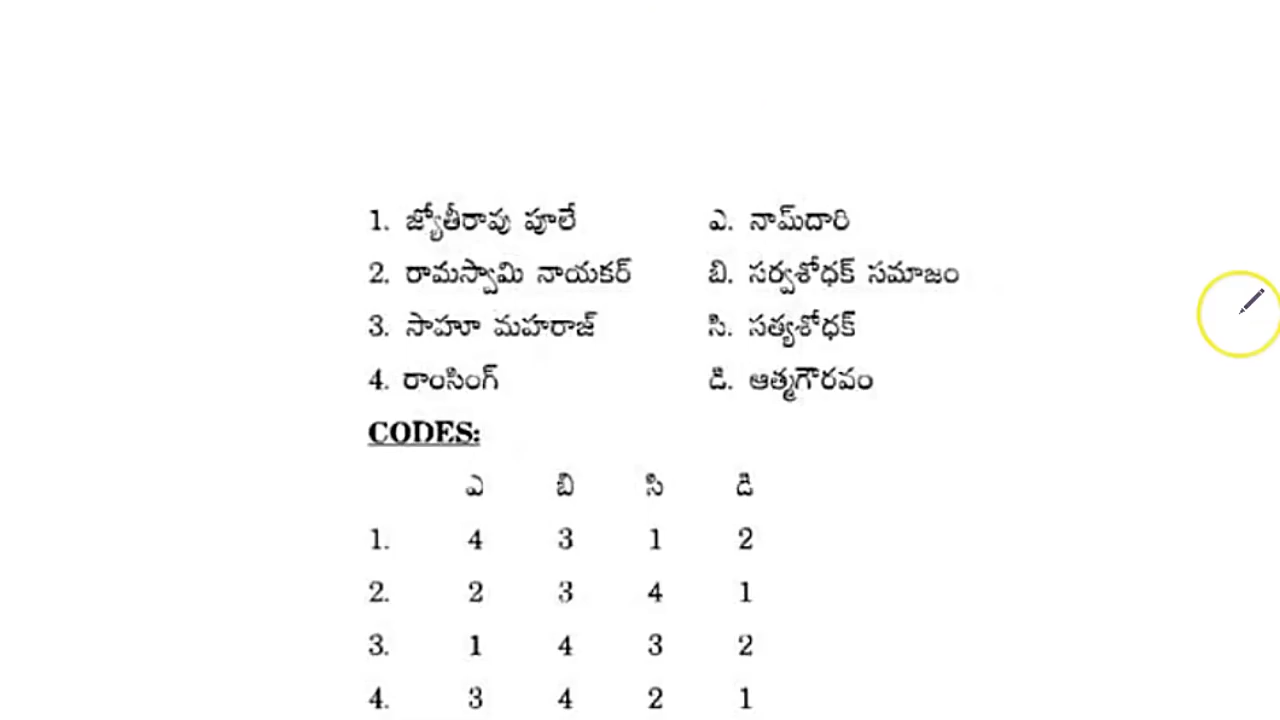 1. జ్యోతీరావు పూలే ఎ. నామ్‌దారి
2. రామస్వామి నాయకర్ బి. సర్వశోధక్ సమాజం
3. సాహూ మహరాజ్ సి. సత్యశోధక్
4. రాంసింగ్ డి. ఆత్మగౌరవం
CODES:
ఎ బి సి డి
1. 4 3 1 2
2. 2 3 4 1
3. 1 4 3 2
4. 3 4 2 1